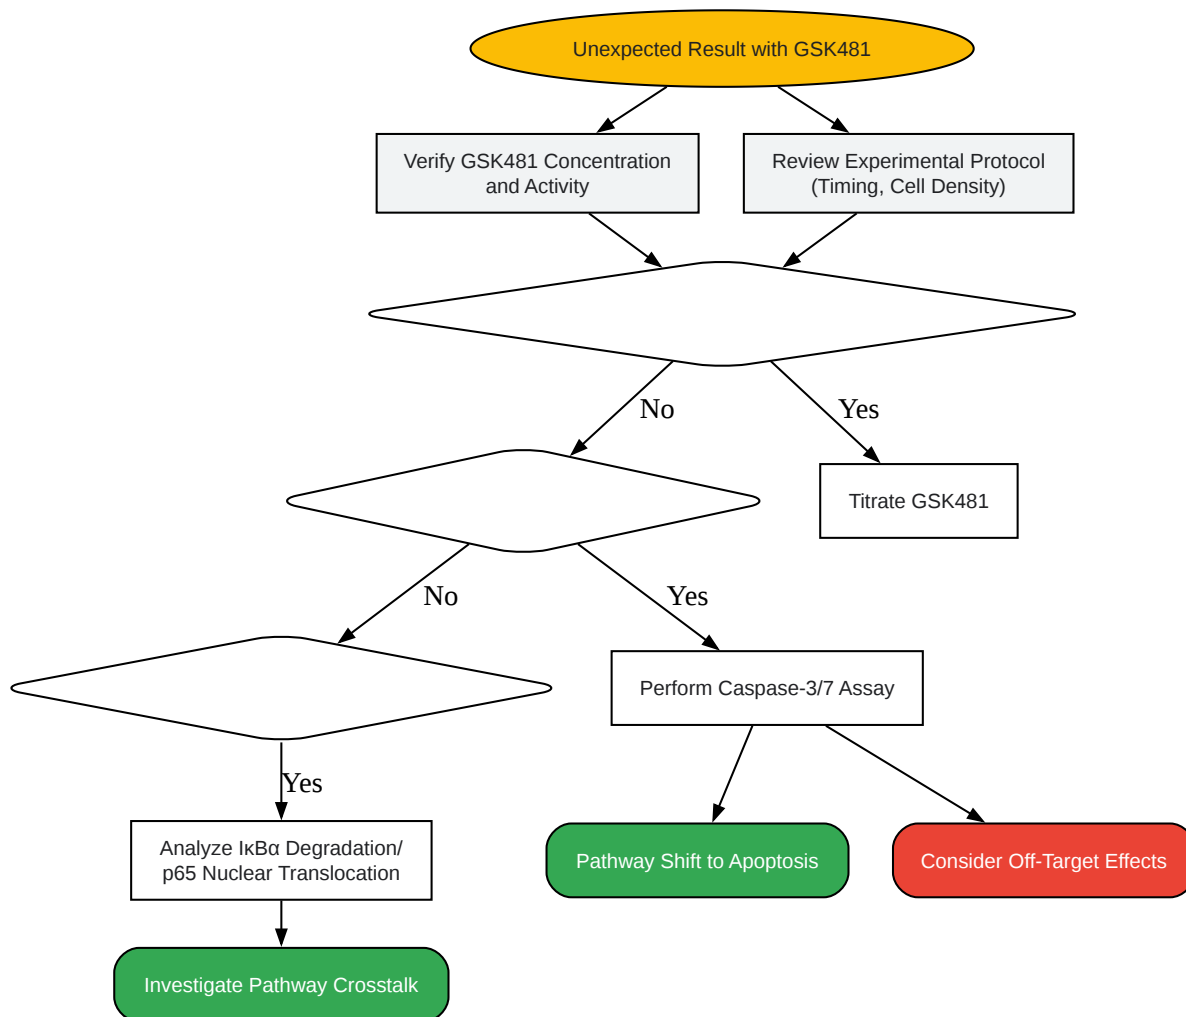 Unexpected Result with GSK481
Verify GSK481 Concentration
and Activity
Review Experimental Protocol
(Timing, Cell Density)
No
Yes
Titrate GSK481
No
Yes
Perform Caspase-3/7 Assay
Yes
Analyze IκBα Degradation/
p65 Nuclear Translocation
Pathway Shift to Apoptosis
Consider Off-Target Effects
Investigate Pathway Crosstalk